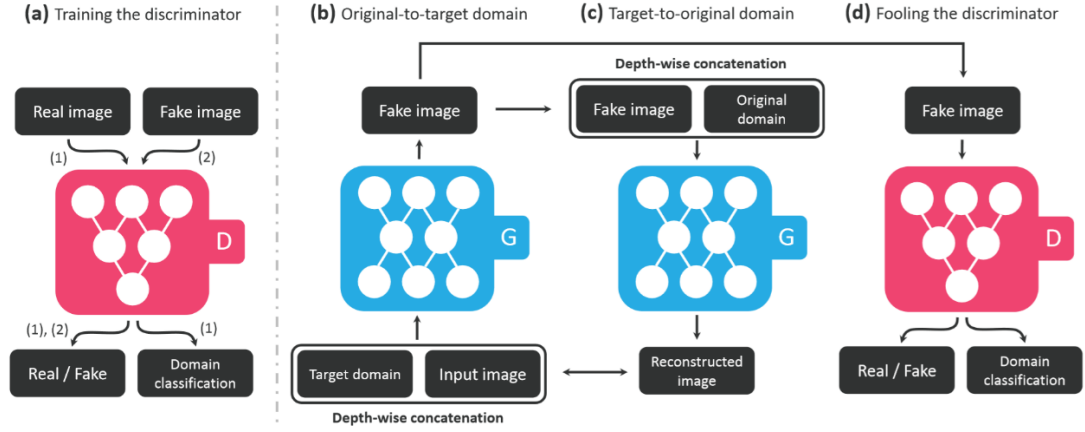 (a) Training the discriminator
(b) Original-to-target domain
(c) Target-to-original domain
(d) Fooling the discriminator
Real image
Fake image
(1)
(2)
D
(1), (2)
(1)
Real / Fake
Domain
classification
Fake image
G
Target domain
Input image
Depth-wise concatenation
Depth-wise concatenation
Fake image
Original
domain
G
Reconstructed
image
Fake image
D
Real / Fake
Domain
classification